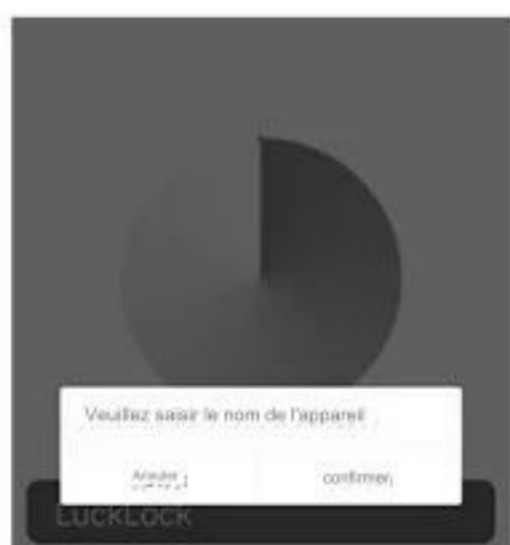 Veuillez saisir le nom de l'appareil
Annuler
confirmer
LuckLock